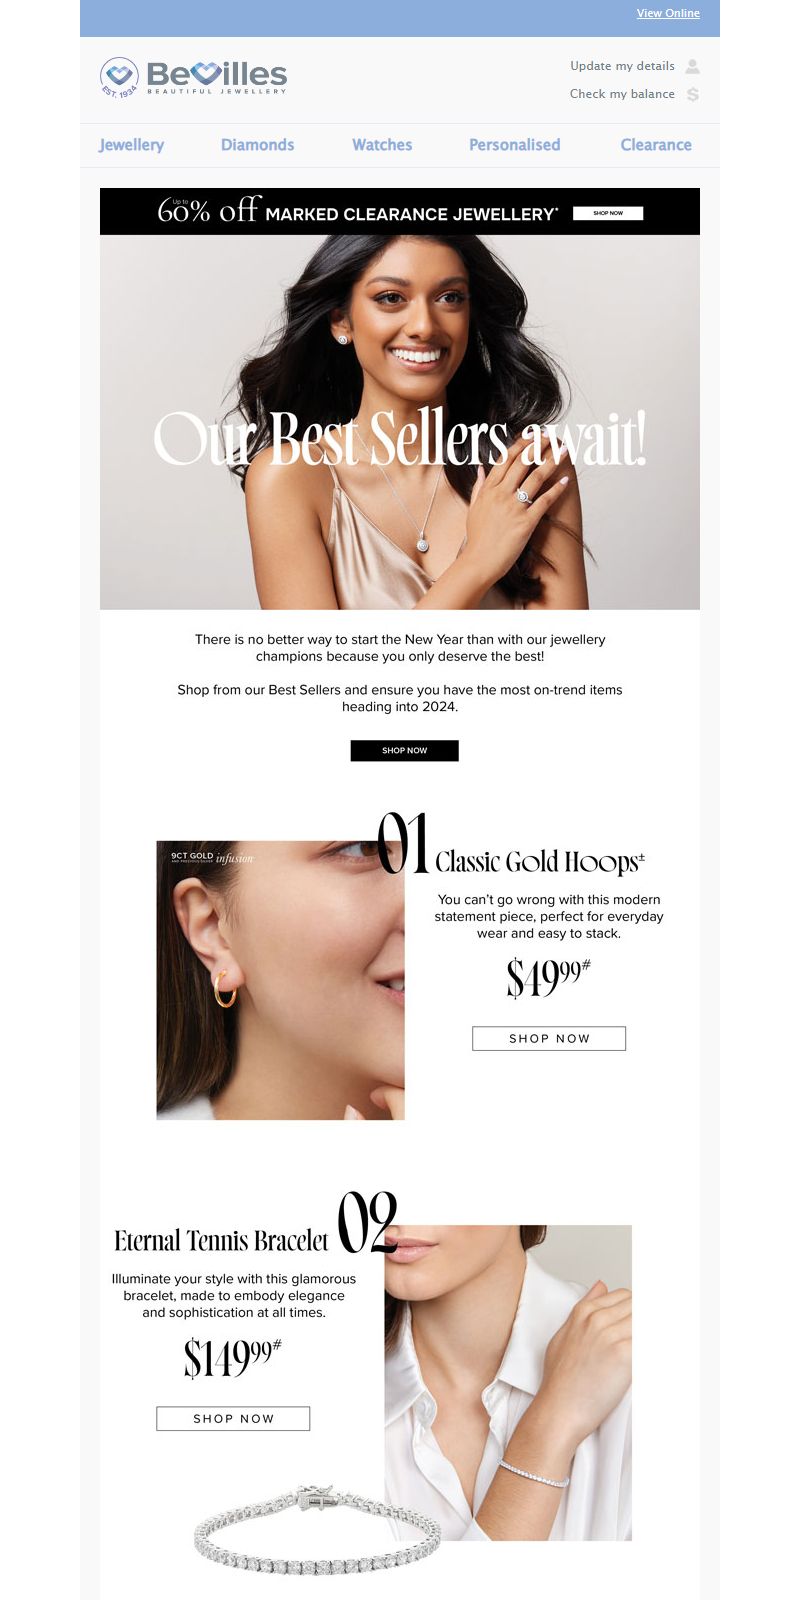 View Online
BeVilles
BEAUTIFUL JEWELLERY
EST. 1934
Update my details
Check my balance
$
Jewellery Diamonds Watches Personalised Clearance
Up to
60% off MARKED CLEARANCE JEWELLERY* SHOP NOW
Our Best Sellers await!
There is no better way to start the New Year than with our jewellery
champions because you only deserve the best!
Shop from our Best Sellers and ensure you have the most on-trend items
heading into 2024.
SHOP NOW
9CT GOLD infusion
AND PRECIOUS SILVER
01 Classic Gold Hoops±
You can’t go wrong with this modern
statement piece, perfect for everyday
wear and easy to stack.
$49.99#
SHOP NOW
Eternal Tennis Bracelet 02
Illuminate your style with this glamorous
bracelet, made to embody elegance
and sophistication at all times.
$149.99#
SHOP NOW